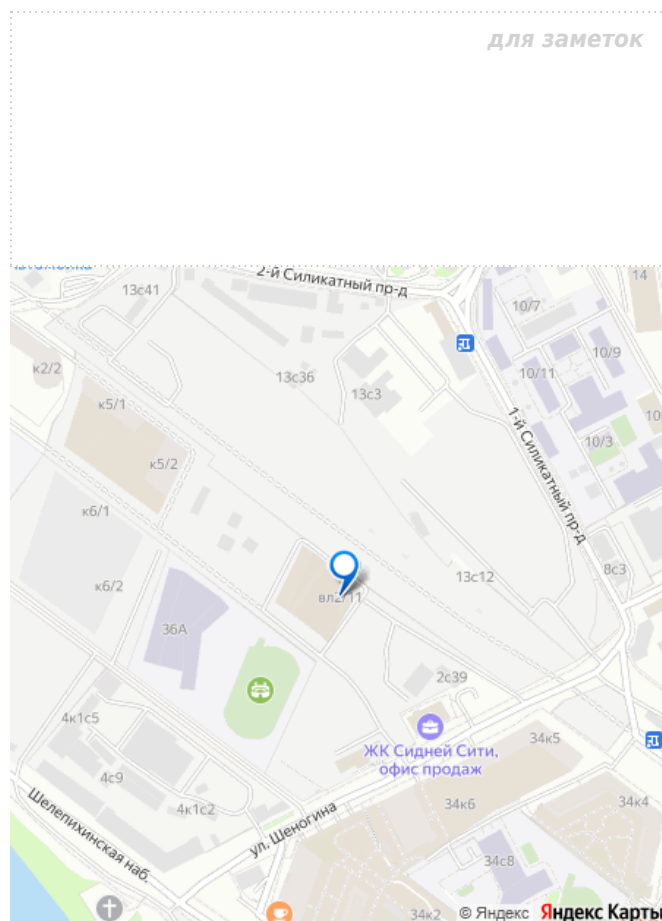 для заметок
2-й Силикатный пр-д
14
13с41
10/7
10/9
к2/2
13с36
13с3
10/11
к5/1
1-й Силикатный пр-д
10/3
к5/2
к6/1
8с3
13с12
к6/2
вл2/11
36А
2с39
4к1с5
34к5
ЖК Сидней Сити,
офис продаж
4с9
34к6
34к4
4к1с2
Шелепихинская наб.
ул. Шеногина
34с8
34к2
© Яндекс Яндекс Карты